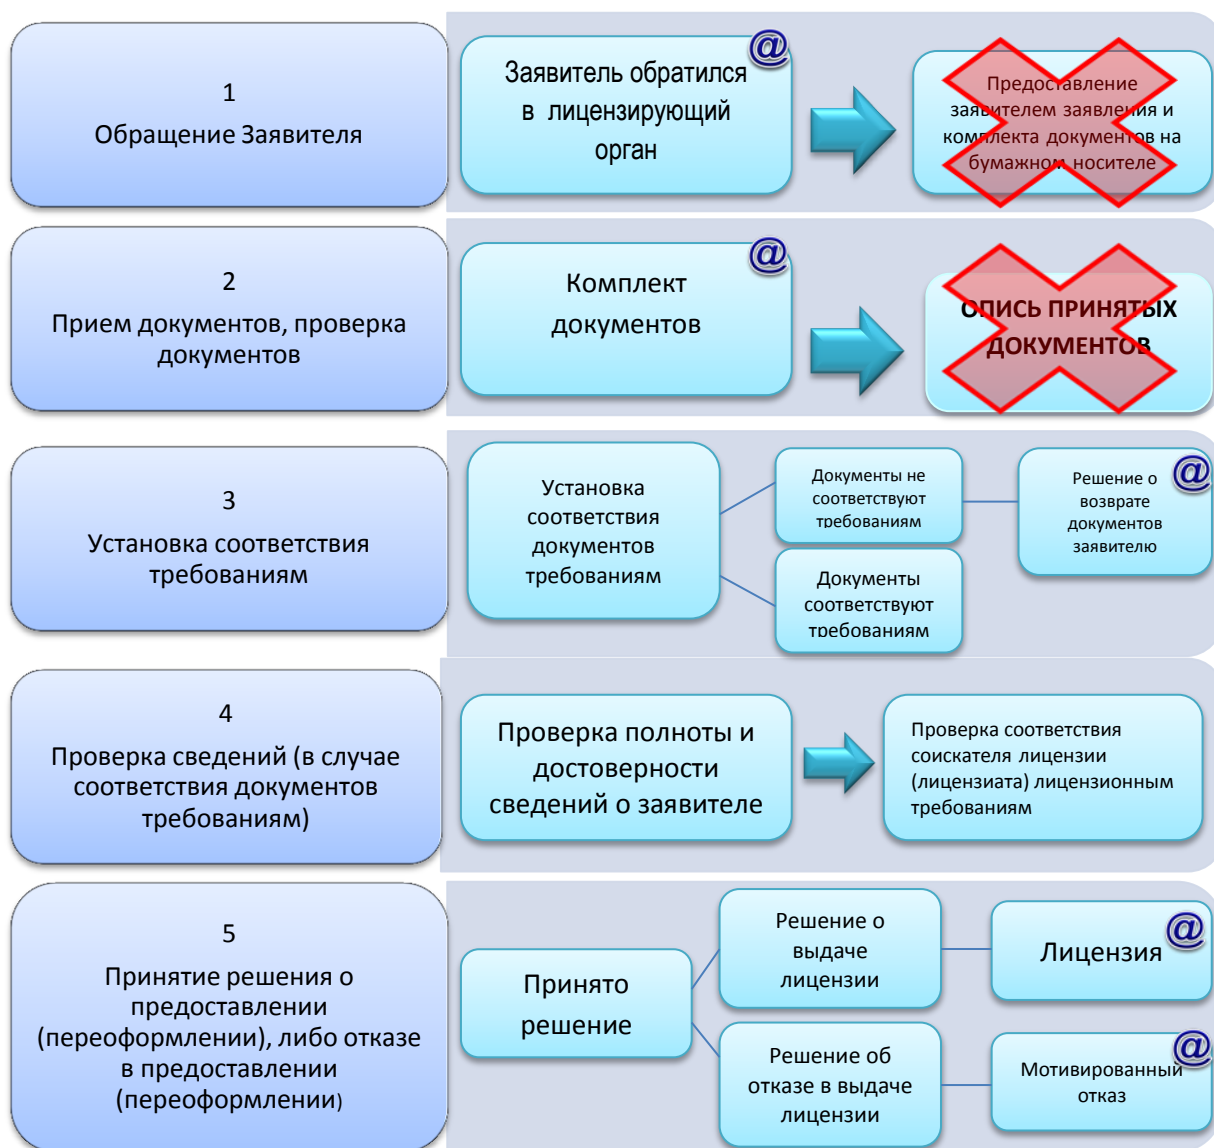 1
Обращение Заявителя
Заявитель обратился
в лицензирующий
орган
@
Предоставление
заявителем заявления и
комплекта документов на
бумажном носителе
2
Прием документов, проверка
документов
Комплект
документов
@
ОПИСЬ ПРИНЯТЫХ
ДОКУМЕНТОВ
3
Установка соответствия
требованиям
Установка
соответствия
документов
требованиям
Документы не
соответствуют
требованиям
Решение о
возврате
документов
заявителю
@
Документы
соответствуют
требованиям
4
Проверка сведений (в случае
соответствия документов
требованиям)
Проверка полноты и
достоверности
сведений о заявителе
Проверка соответствия
соискателя лицензии
(лицензиата) лицензионным
требованиям
5
Принятие решения о
предоставлении
(переоформлении), либо отказе
в предоставлении
(переоформлении)
Принято
решение
Решение о
выдаче
лицензии
Лицензия
@
Решение об
отказе в выдаче
лицензии
Мотивированный
отказ
@